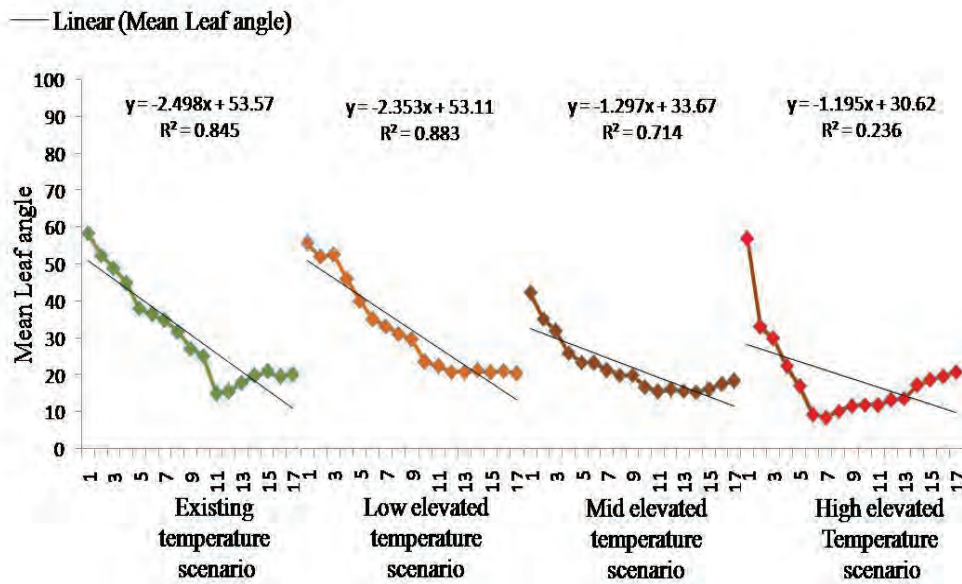 Linear (Mean Leaf angle)
100
90
80
70
60
50
40
30
20
10
0
Mean Leaf angle
y = -2.498x + 53.57
R² = 0.845
y = -2.353x + 53.11
R² = 0.883
y = -1.297x + 33.67
R² = 0.714
y = -1.195x + 30.62
R² = 0.236
1 3 5 7 9 11 13 15 17
1 3 5 7 9 11 13 15 17
1 3 5 7 9 11 13 15 17
1 3 5 7 9 11 13 15 17
Existing
temperature
scenario
Low elevated
temperature
scenario
Mid elevated
temperature
scenario
High elevated
Temperature
scenario